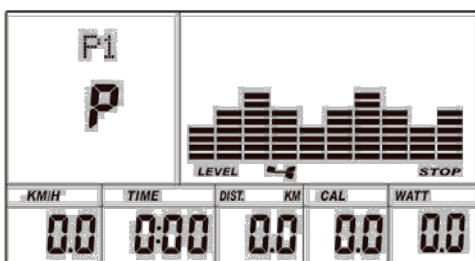 P1
P
LEVEL 4 STOP
KM/H TIME DIST. KM CAL WATT
0.0 0:00 0.0 0.0 0.0